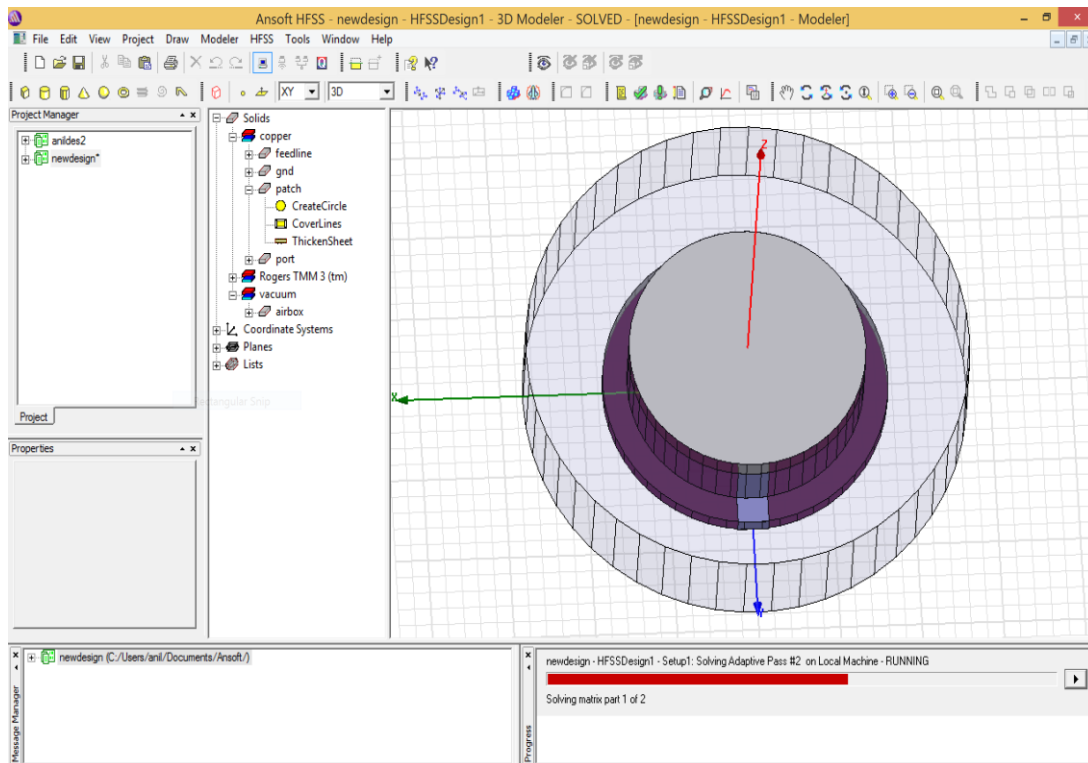 Ansoft HFSS - newdesign - HFSSDesign1 - 3D Modeler - SOLVED - [newdesign - HFSSDesign1 - Modeler]
File Edit View Project Draw Modeler HFSS Tools Window Help
XY 3D
Project Manager
anildes2
newdesign*
Project
Properties
Solids
copper
feedline
gnd
patch
CreateCircle
CoverLines
ThickenSheet
port
Rogers TMM 3 (tm)
vacuum
airbox
Coordinate Systems
Planes
Lists
Rectangular Snip
Z
X
Message Manager
newdesign (C:/Users/anil/Documents/Ansoft/)
Progress
newdesign - HFSSDesign1 - Setup1: Solving Adaptive Pass #2 on Local Machine - RUNNING
Solving matrix part 1 of 2